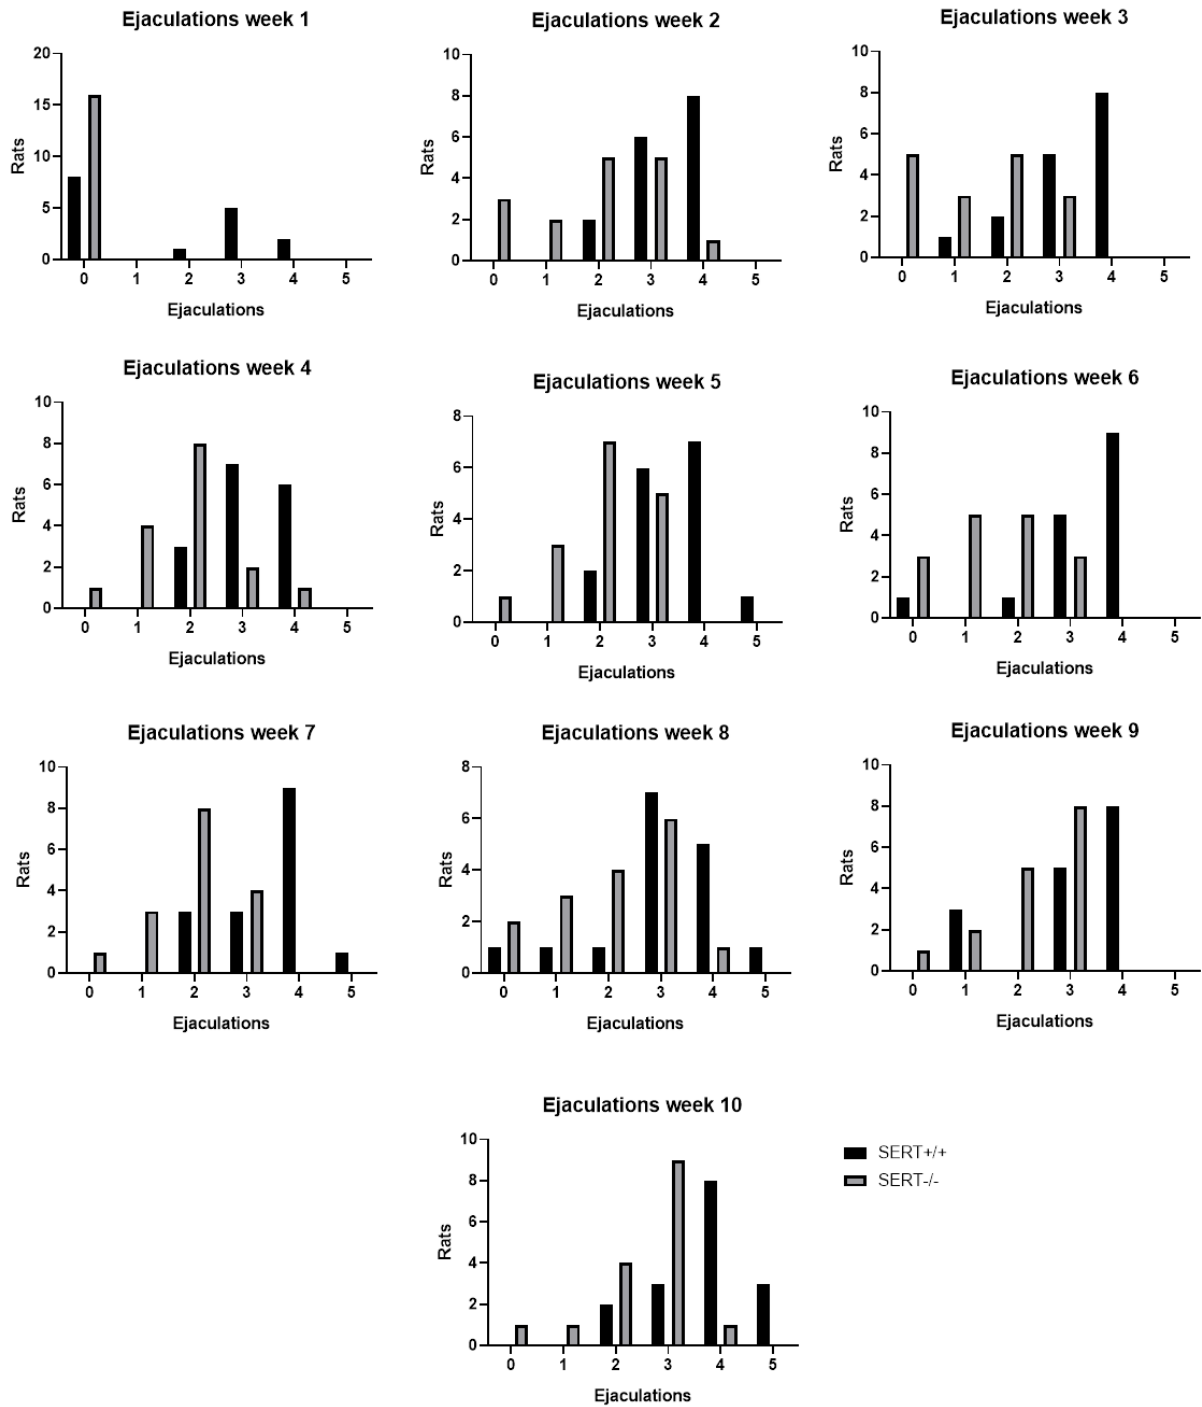 Ejaculations week 1
20
15
10
5
0
Rats
0 1 2 3 4 5
Ejaculations
Ejaculations week 2
10
8
6
4
2
0
Rats
0 1 2 3 4 5
Ejaculations
Ejaculations week 3
10
8
6
4
2
0
Rats
0 1 2 3 4 5
Ejaculations
Ejaculations week 4
10
8
6
4
2
0
Rats
0 1 2 3 4 5
Ejaculations
Ejaculations week 5
8
6
4
2
0
Rats
0 1 2 3 4 5
Ejaculations
Ejaculations week 6
10
8
6
4
2
0
Rats
0 1 2 3 4 5
Ejaculations
Ejaculations week 7
10
8
6
4
2
0
Rats
0 1 2 3 4 5
Ejaculations
Ejaculations week 8
8
6
4
2
0
Rats
0 1 2 3 4 5
Ejaculations
Ejaculations week 9
10
8
6
4
2
0
Rats
0 1 2 3 4 5
Ejaculations
Ejaculations week 10
10
8
6
4
2
0
Rats
0 1 2 3 4 5
Ejaculations
SERT+/+
SERT-/-